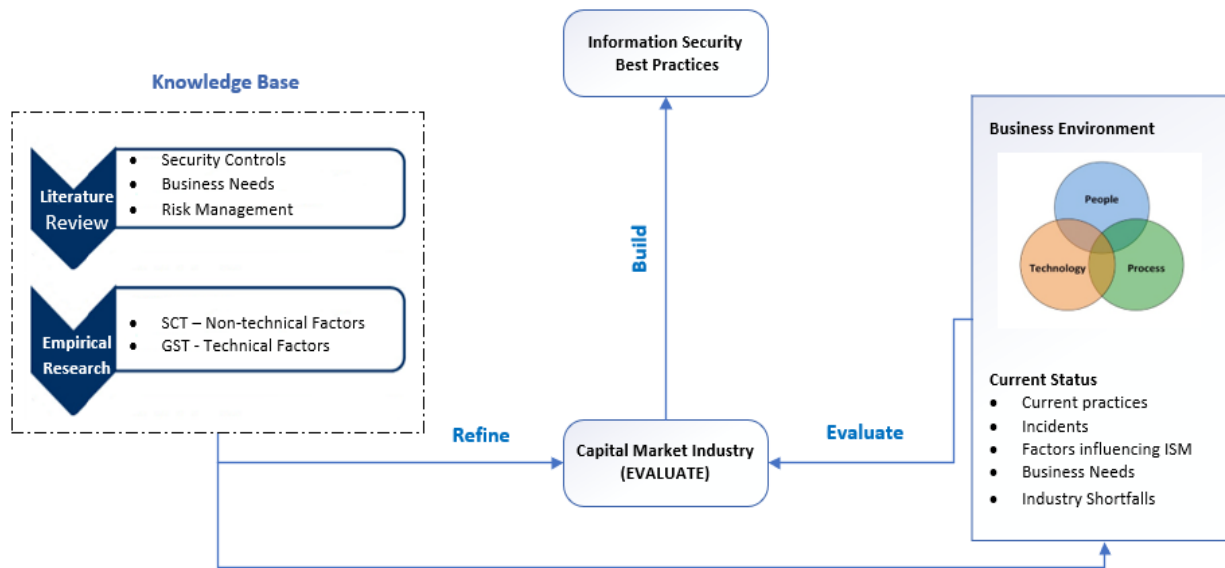 Information Security
Best Practices
Knowledge Base
Literature
Review
• Security Controls
• Business Needs
• Risk Management
Empirical
Research
• SCT – Non-technical Factors
• GST - Technical Factors
Build
Refine
Capital Market Industry
(EVALUATE)
Evaluate
Business Environment
People
Technology
Process
Current Status
• Current practices
• Incidents
• Factors influencing ISM
• Business Needs
• Industry Shortfalls